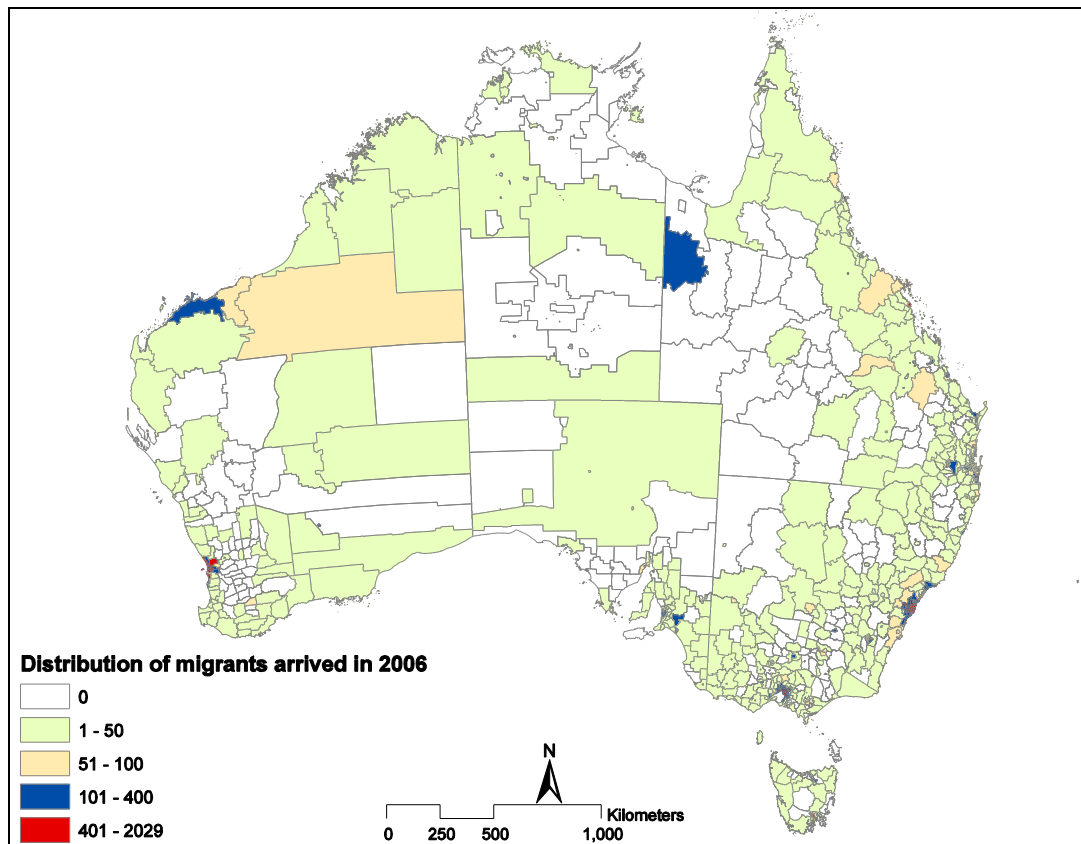 Distribution of migrants arrived in 2006
0
1 - 50
51 - 100
101 - 400
401 - 2029
N
Kilometers
0 250 500 1,000